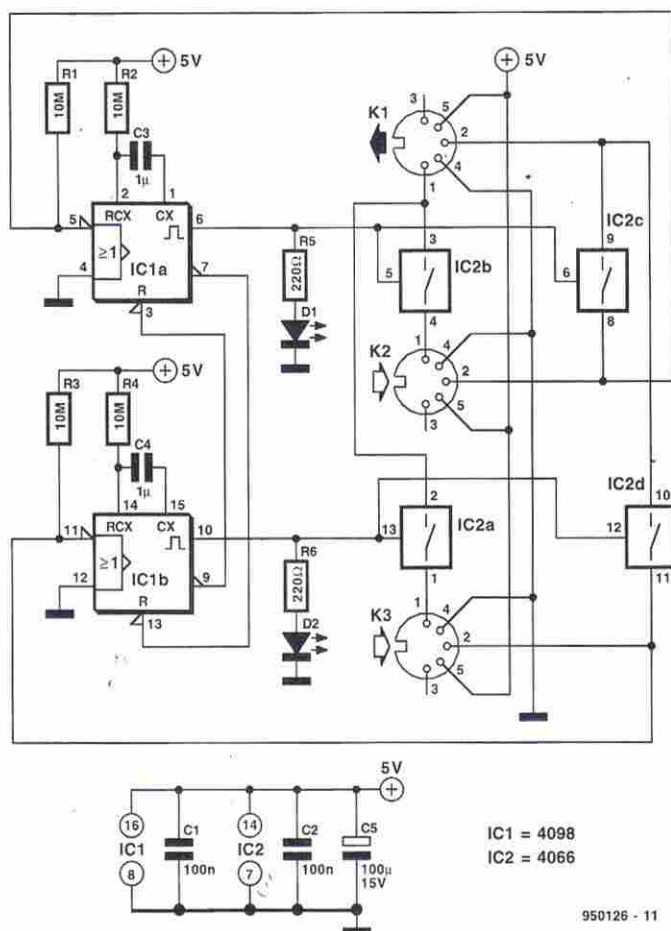 5V
5V
R1
R2
10M
10M
C3
1µ
K1
3
5
2
4
1
2
1
5
RCX
CX
6
≥1
IC1a
4
7
R
3
R5
220Ω
D1
3
5
IC2b
4
9
IC2c
6
8
K2
1
4
2
5
3
5V
R3
R4
10M
10M
C4
1µ
14
15
11
RCX
CX
10
≥1
IC1b
12
9
R
13
R6
220Ω
D2
2
13
IC2a
1
IC2d
10
12
11
K3
1
4
2
5
3
5V
16
14
C1
C2
C5
IC1
IC2
100n
100n
100µ
15V
8
7
IC1 = 4098
IC2 = 4066
950126 - 11